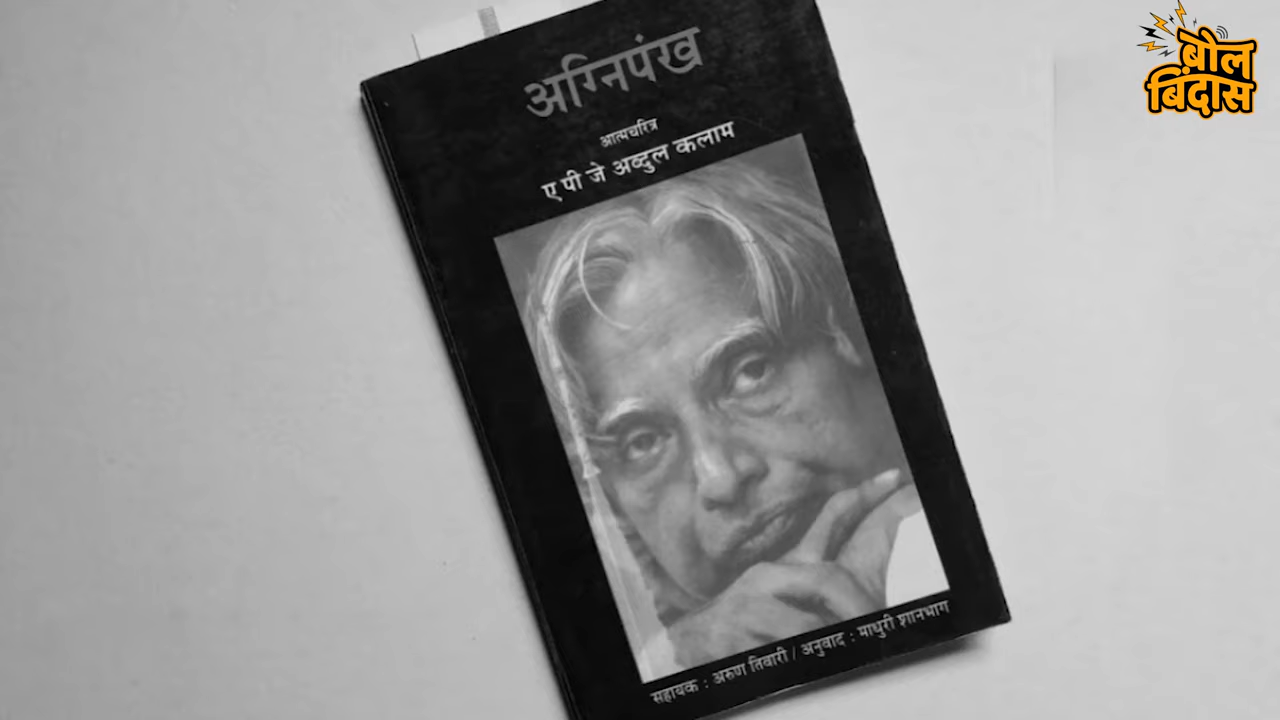 अग्निपंख
आत्मचरित्र
ए पी जे अब्दुल कलाम
सहायक : अरुण तिवारी / अनुवाद : माधुरी शानभाग
बोल
बिंदास